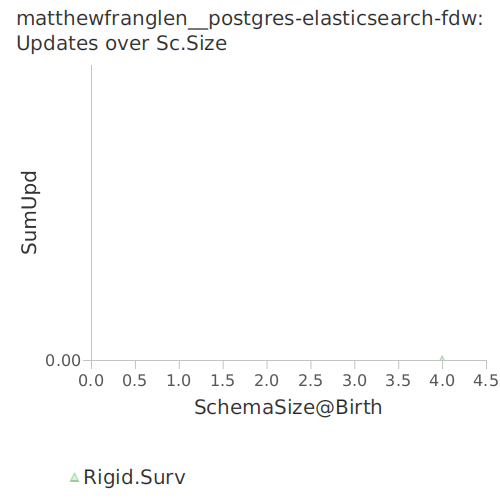 matthewfranglen__postgres-elasticsearch-fdw:
Updates over Sc.Size
SumUpd
0.00
0.0 0.5 1.0 1.5 2.0 2.5 3.0 3.5 4.0 4.5
SchemaSize@Birth
Rigid.Surv